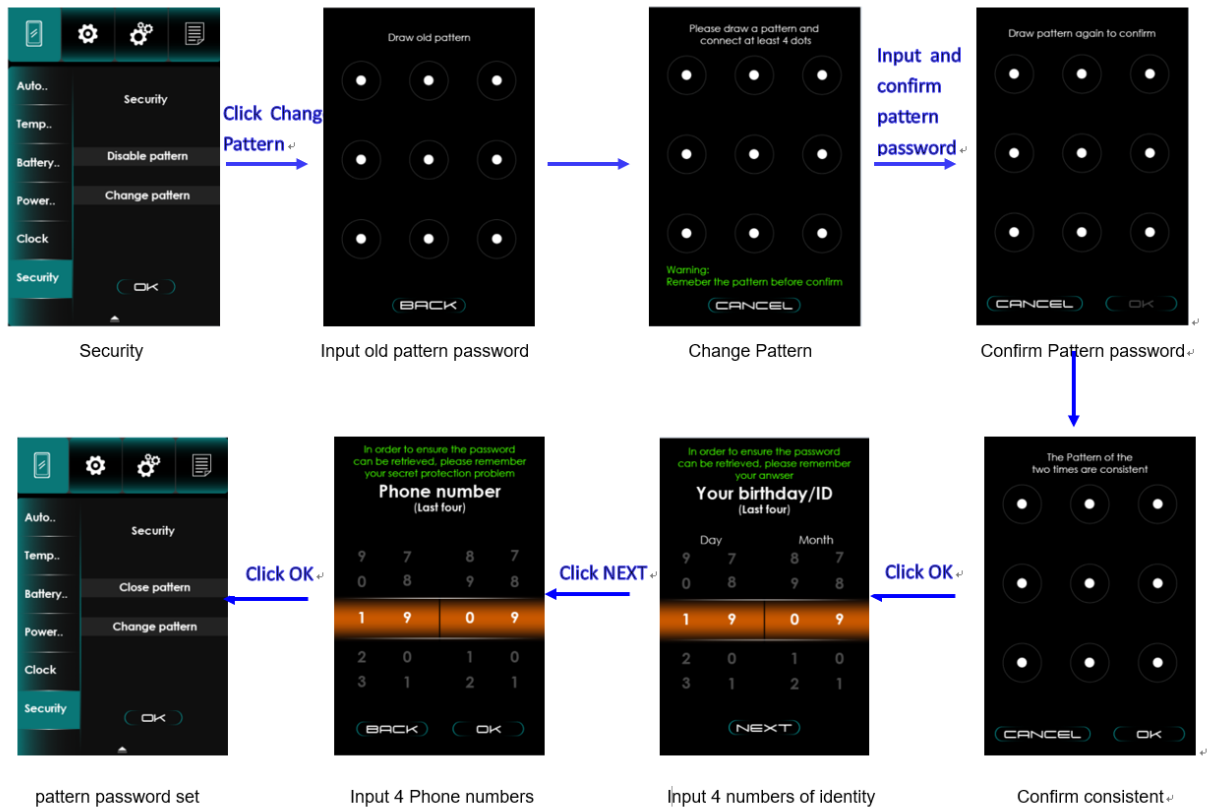 Auto..
Temp..
Battery..
Power..
Clock
Security
Security
Disable pattern
Change pattern
OK
Security
Click Chang
Pattern
Draw old pattern
BACK
Input old pattern password
Please draw a pattern and
connect at least 4 dots
Warning:
Remeber the pattern before confirm
CANCEL
Change Pattern
Input and
confirm
pattern
password
Draw pattern again to confirm
CANCEL
OK
Confirm Pattern password
The Pattern of the
two times are consistent
CANCEL
OK
Confirm consistent
Click OK
In order to ensure the password
can be retrieved, please remember
your anwser
Your birthday/ID
(Last four)
Day Month
9 7 8 7
0 8 9 8
1 9 0 9
2 0 1 0
3 1 2 1
NEXT
Input 4 numbers of identity
Click NEXT
In order to ensure the password
can be retrieved, please remember
your secret protection problem
Phone number
(Last four)
9 7 8 7
0 8 9 8
1 9 0 9
2 0 1 0
3 1 2 1
BACK
OK
Input 4 Phone numbers
Click OK
Auto..
Temp..
Battery..
Power..
Clock
Security
Security
Close pattern
Change pattern
OK
pattern password set